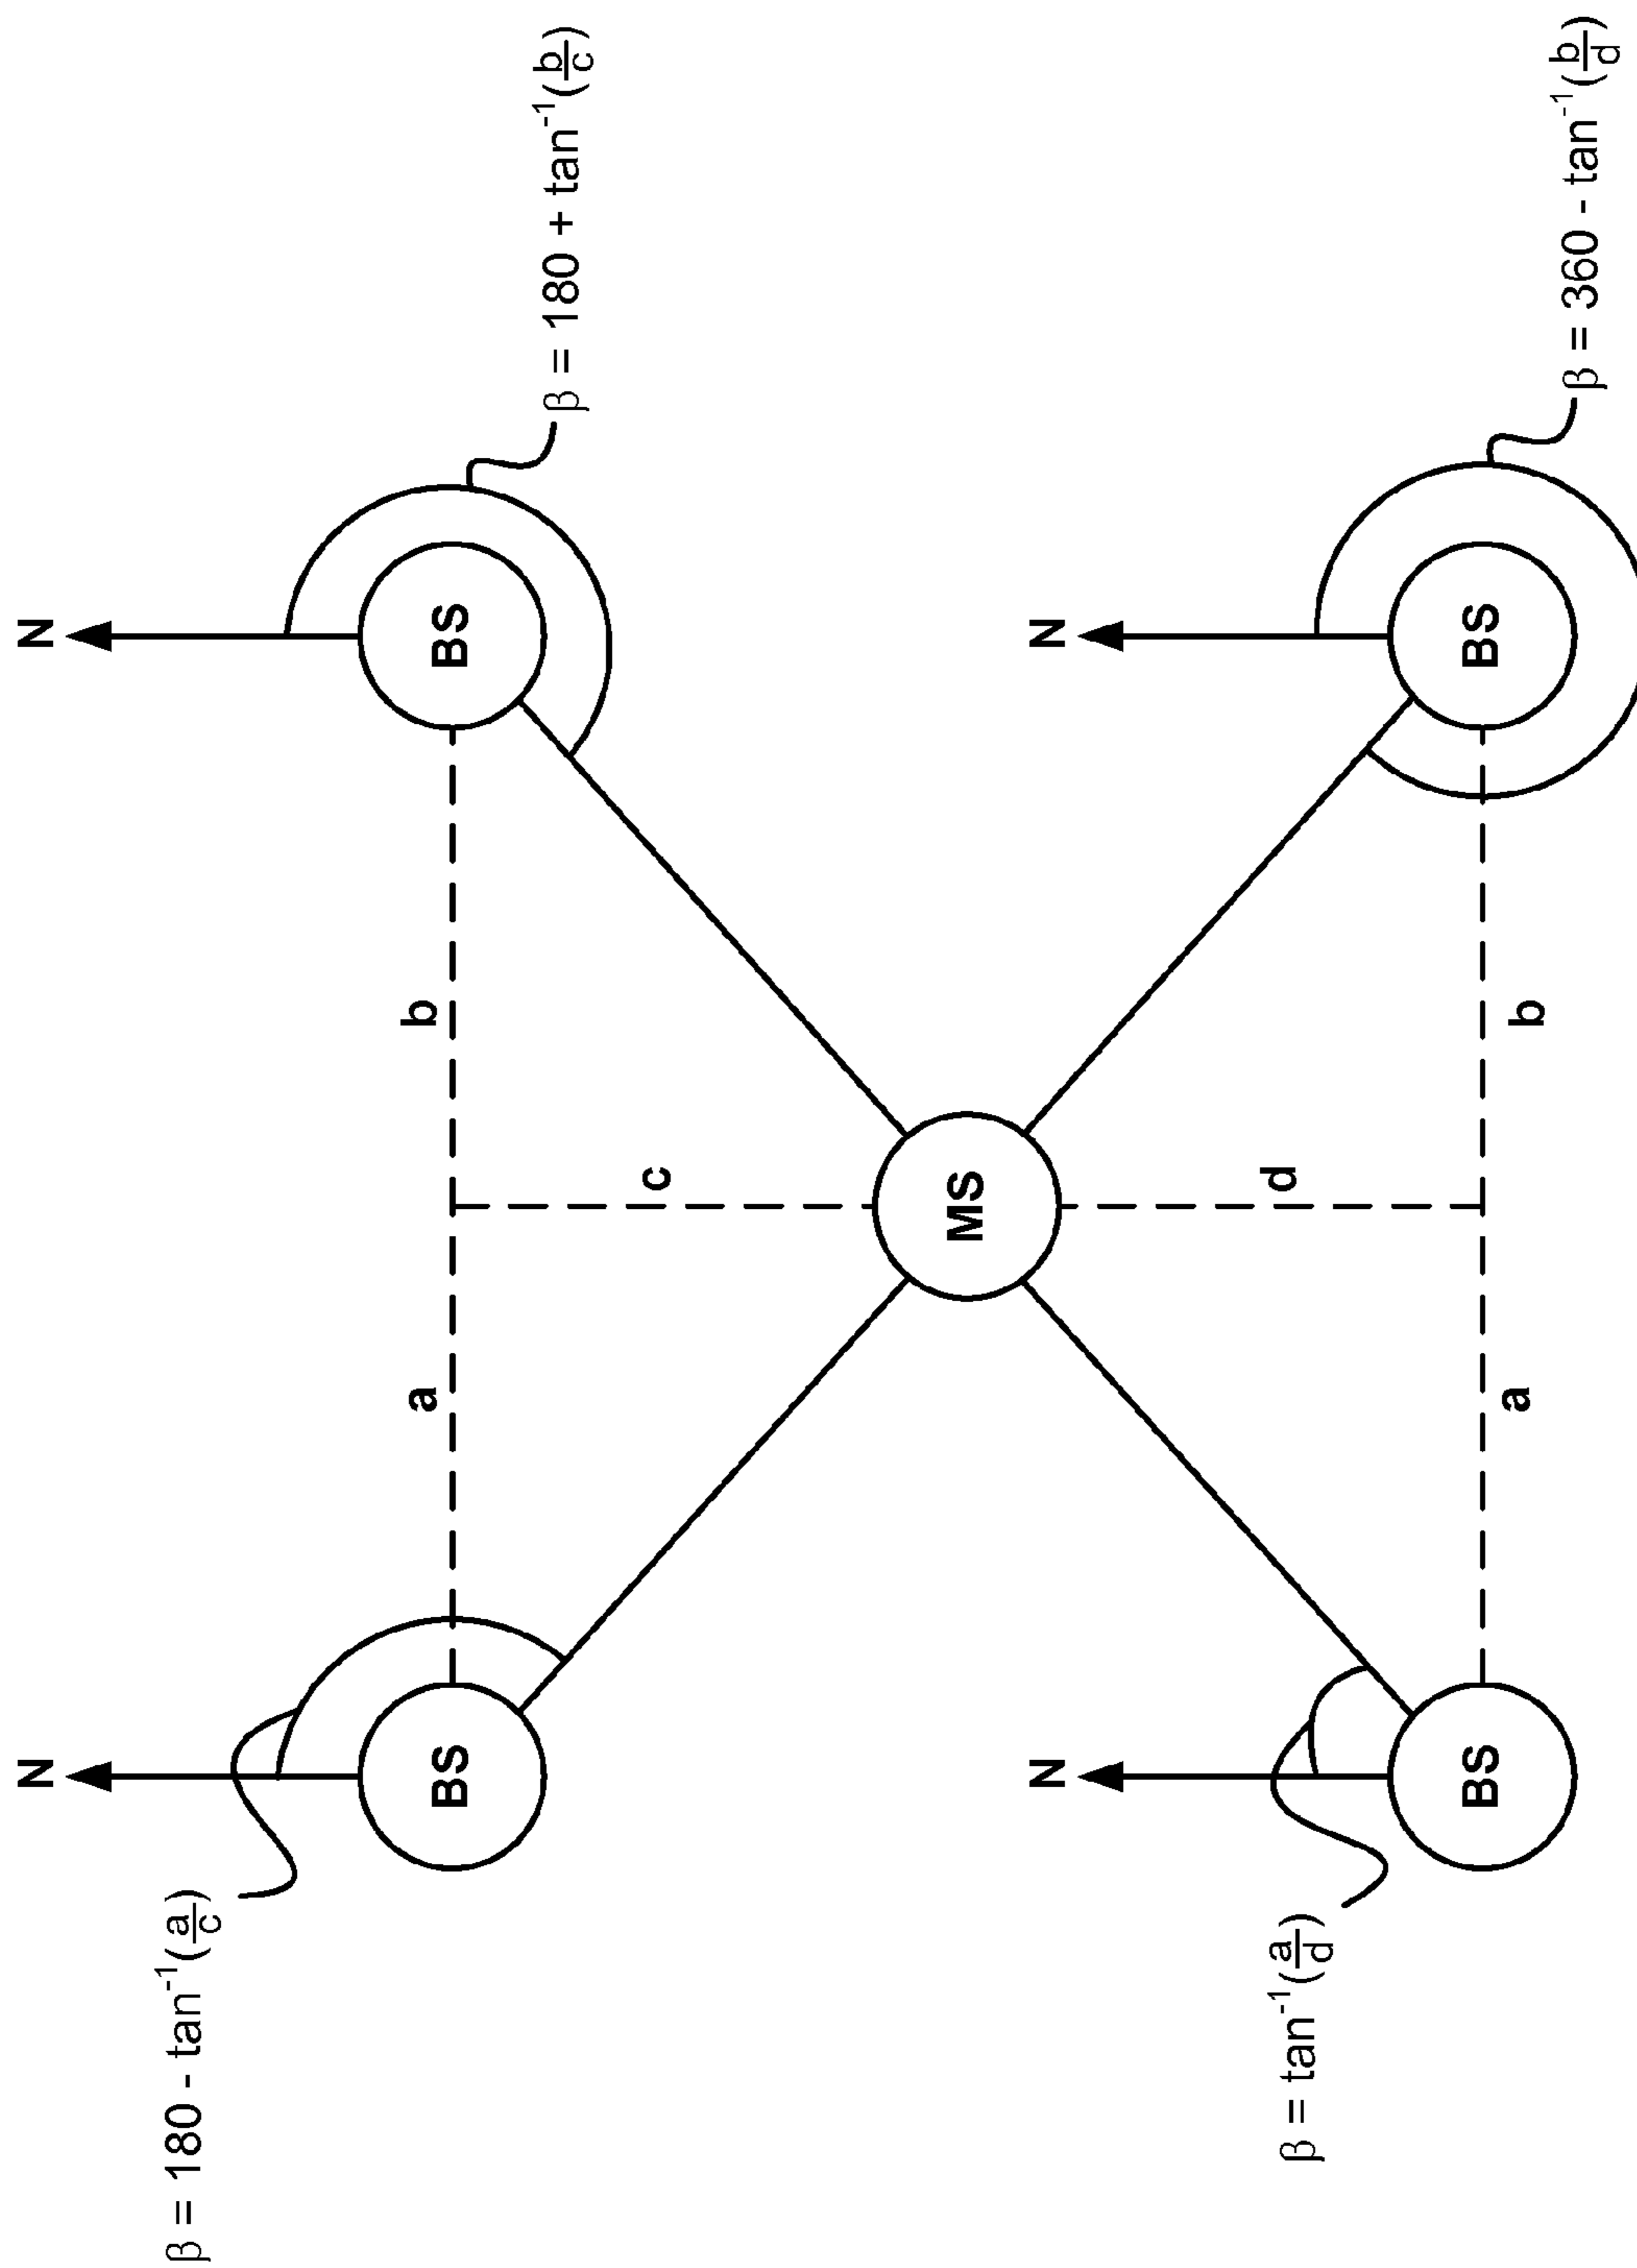 N
N
β = 180 - tan⁻¹(a/c)
a
b
BS
BS
β = 180 + tan⁻¹(b/c)
c
MS
N
N
d
β = tan⁻¹(a/d)
BS
BS
a
b
β = 360 - tan⁻¹(b/d)